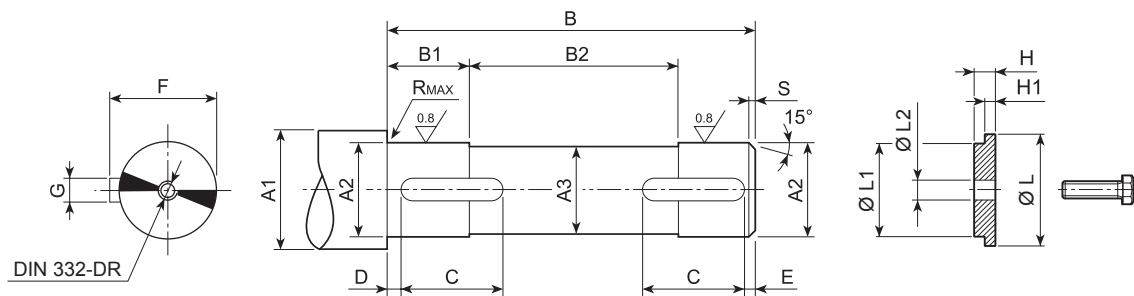 B
B1
B2
H
F
RMAX
S
H1
0.8
0.8
15°
Ø L2
G
A1
A2
A3
A2
Ø L1
Ø L
DIN 332-DR
D
C
C
E